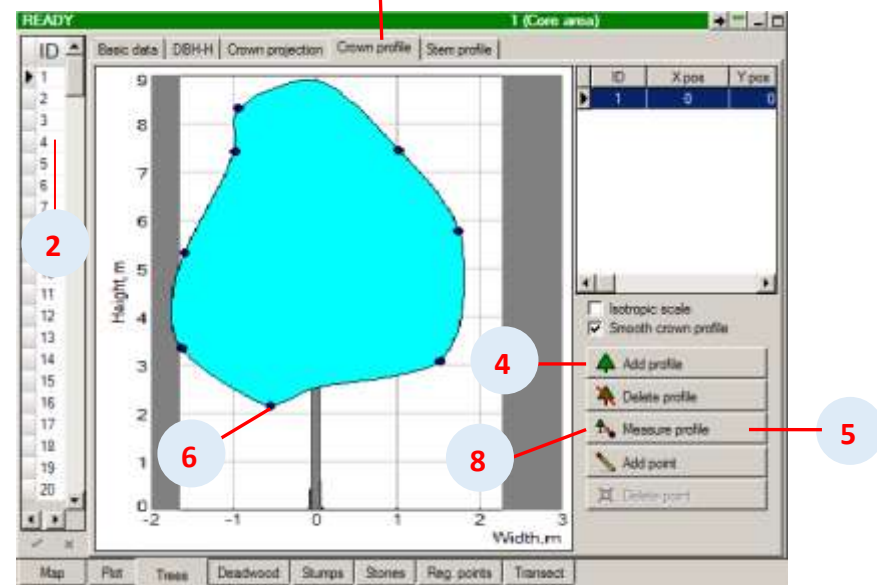 READY 1 (Core area)
ID
Basic data DBH-H Crown projection Crown profile Stem profile
1
2
3
4
5
6
7
2
11
12
13
14
15
16
17
18
19
20
9
8
7
6
5
4
3
2
1
0
Height, m
-2 -1 0 1 2 3
Width, m
6
ID X pos Y pos
1 -0 0
Isotropic scale
Smooth crown profile
4
Add profile
Delete profile
Measure profile
5
8
Add point
Delete point
Map Plot Trees Deadwood Stumps Stones Reg. points Transect